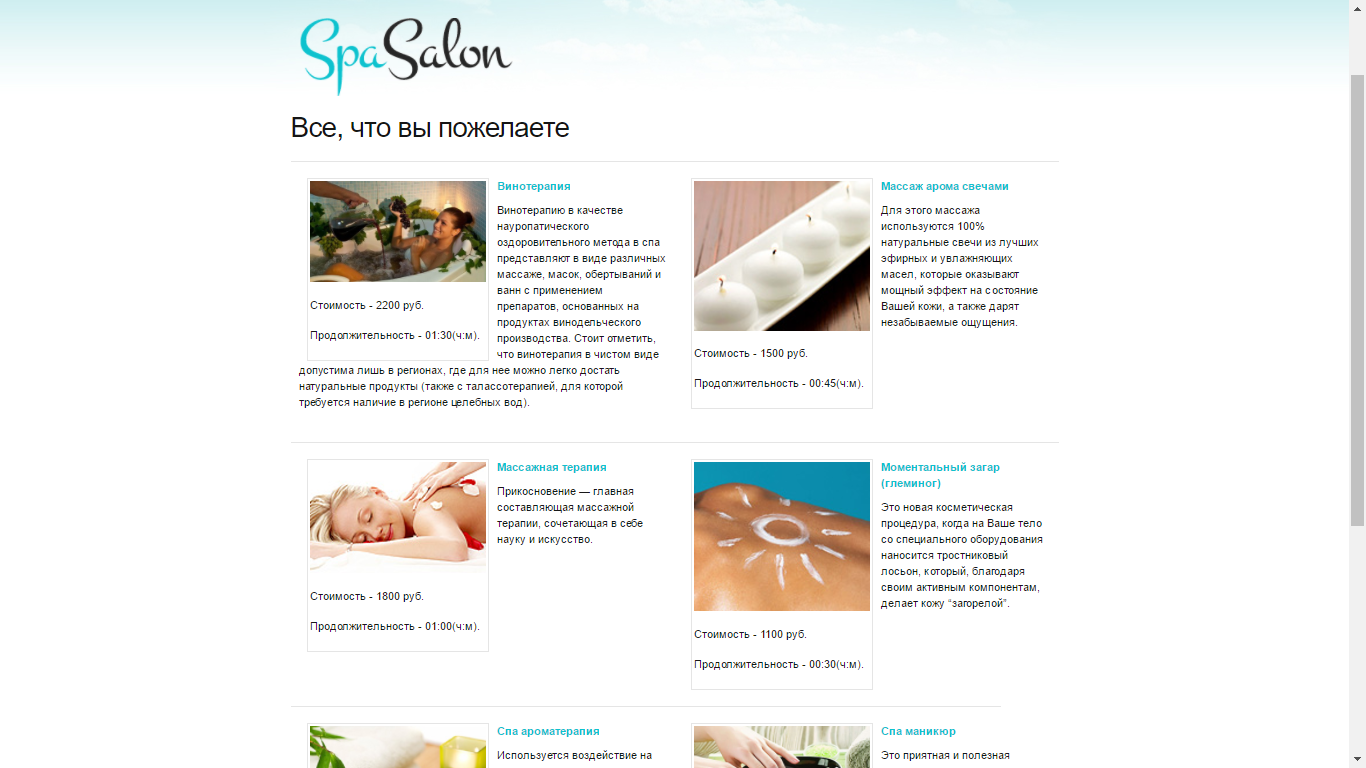 SpaSalon
Все, что вы пожелаете
Винотерапия
Винотерапию в качестве
науропатического
оздоровительного метода в спа
представляют в виде различных
массаже, масок, обертываний и
ванн с применением
препаратов, основанных на
продуктах винодельческого
производства. Стоит отметить,
что винотерапия в чистом виде
допустима лишь в регионах, где для нее можно легко достать
натуральные продукты (также с талассотерапией, для которой
требуется наличие в регионе целебных вод).
Стоимость - 2200 руб.
Продолжительность - 01:30(ч:м).
Массаж арома свечами
Для этого массажа
используются 100%
натуральные свечи из лучших
эфирных и увлажняющих
масел, которые оказывают
мощный эффект на состояние
Вашей кожи, а также дарят
незабываемые ощущения.
Стоимость - 1500 руб.
Продолжительность - 00:45(ч:м).
Массажная терапия
Прикосновение — главная
составляющая массажной
терапии, сочетающая в себе
науку и искусство.
Стоимость - 1800 руб.
Продолжительность - 01:00(ч:м).
Моментальный загар
(глеминог)
Это новая косметическая
процедура, когда на Ваше тело
со специального оборудования
наносится тростниковый
лосьон, который, благодаря
своим активным компонентам,
делает кожу “загорелой”.
Стоимость - 1100 руб.
Продолжительность - 00:30(ч:м).
Спа ароматерапия
Используется воздействие на
Спа маникюр
Это приятная и полезная